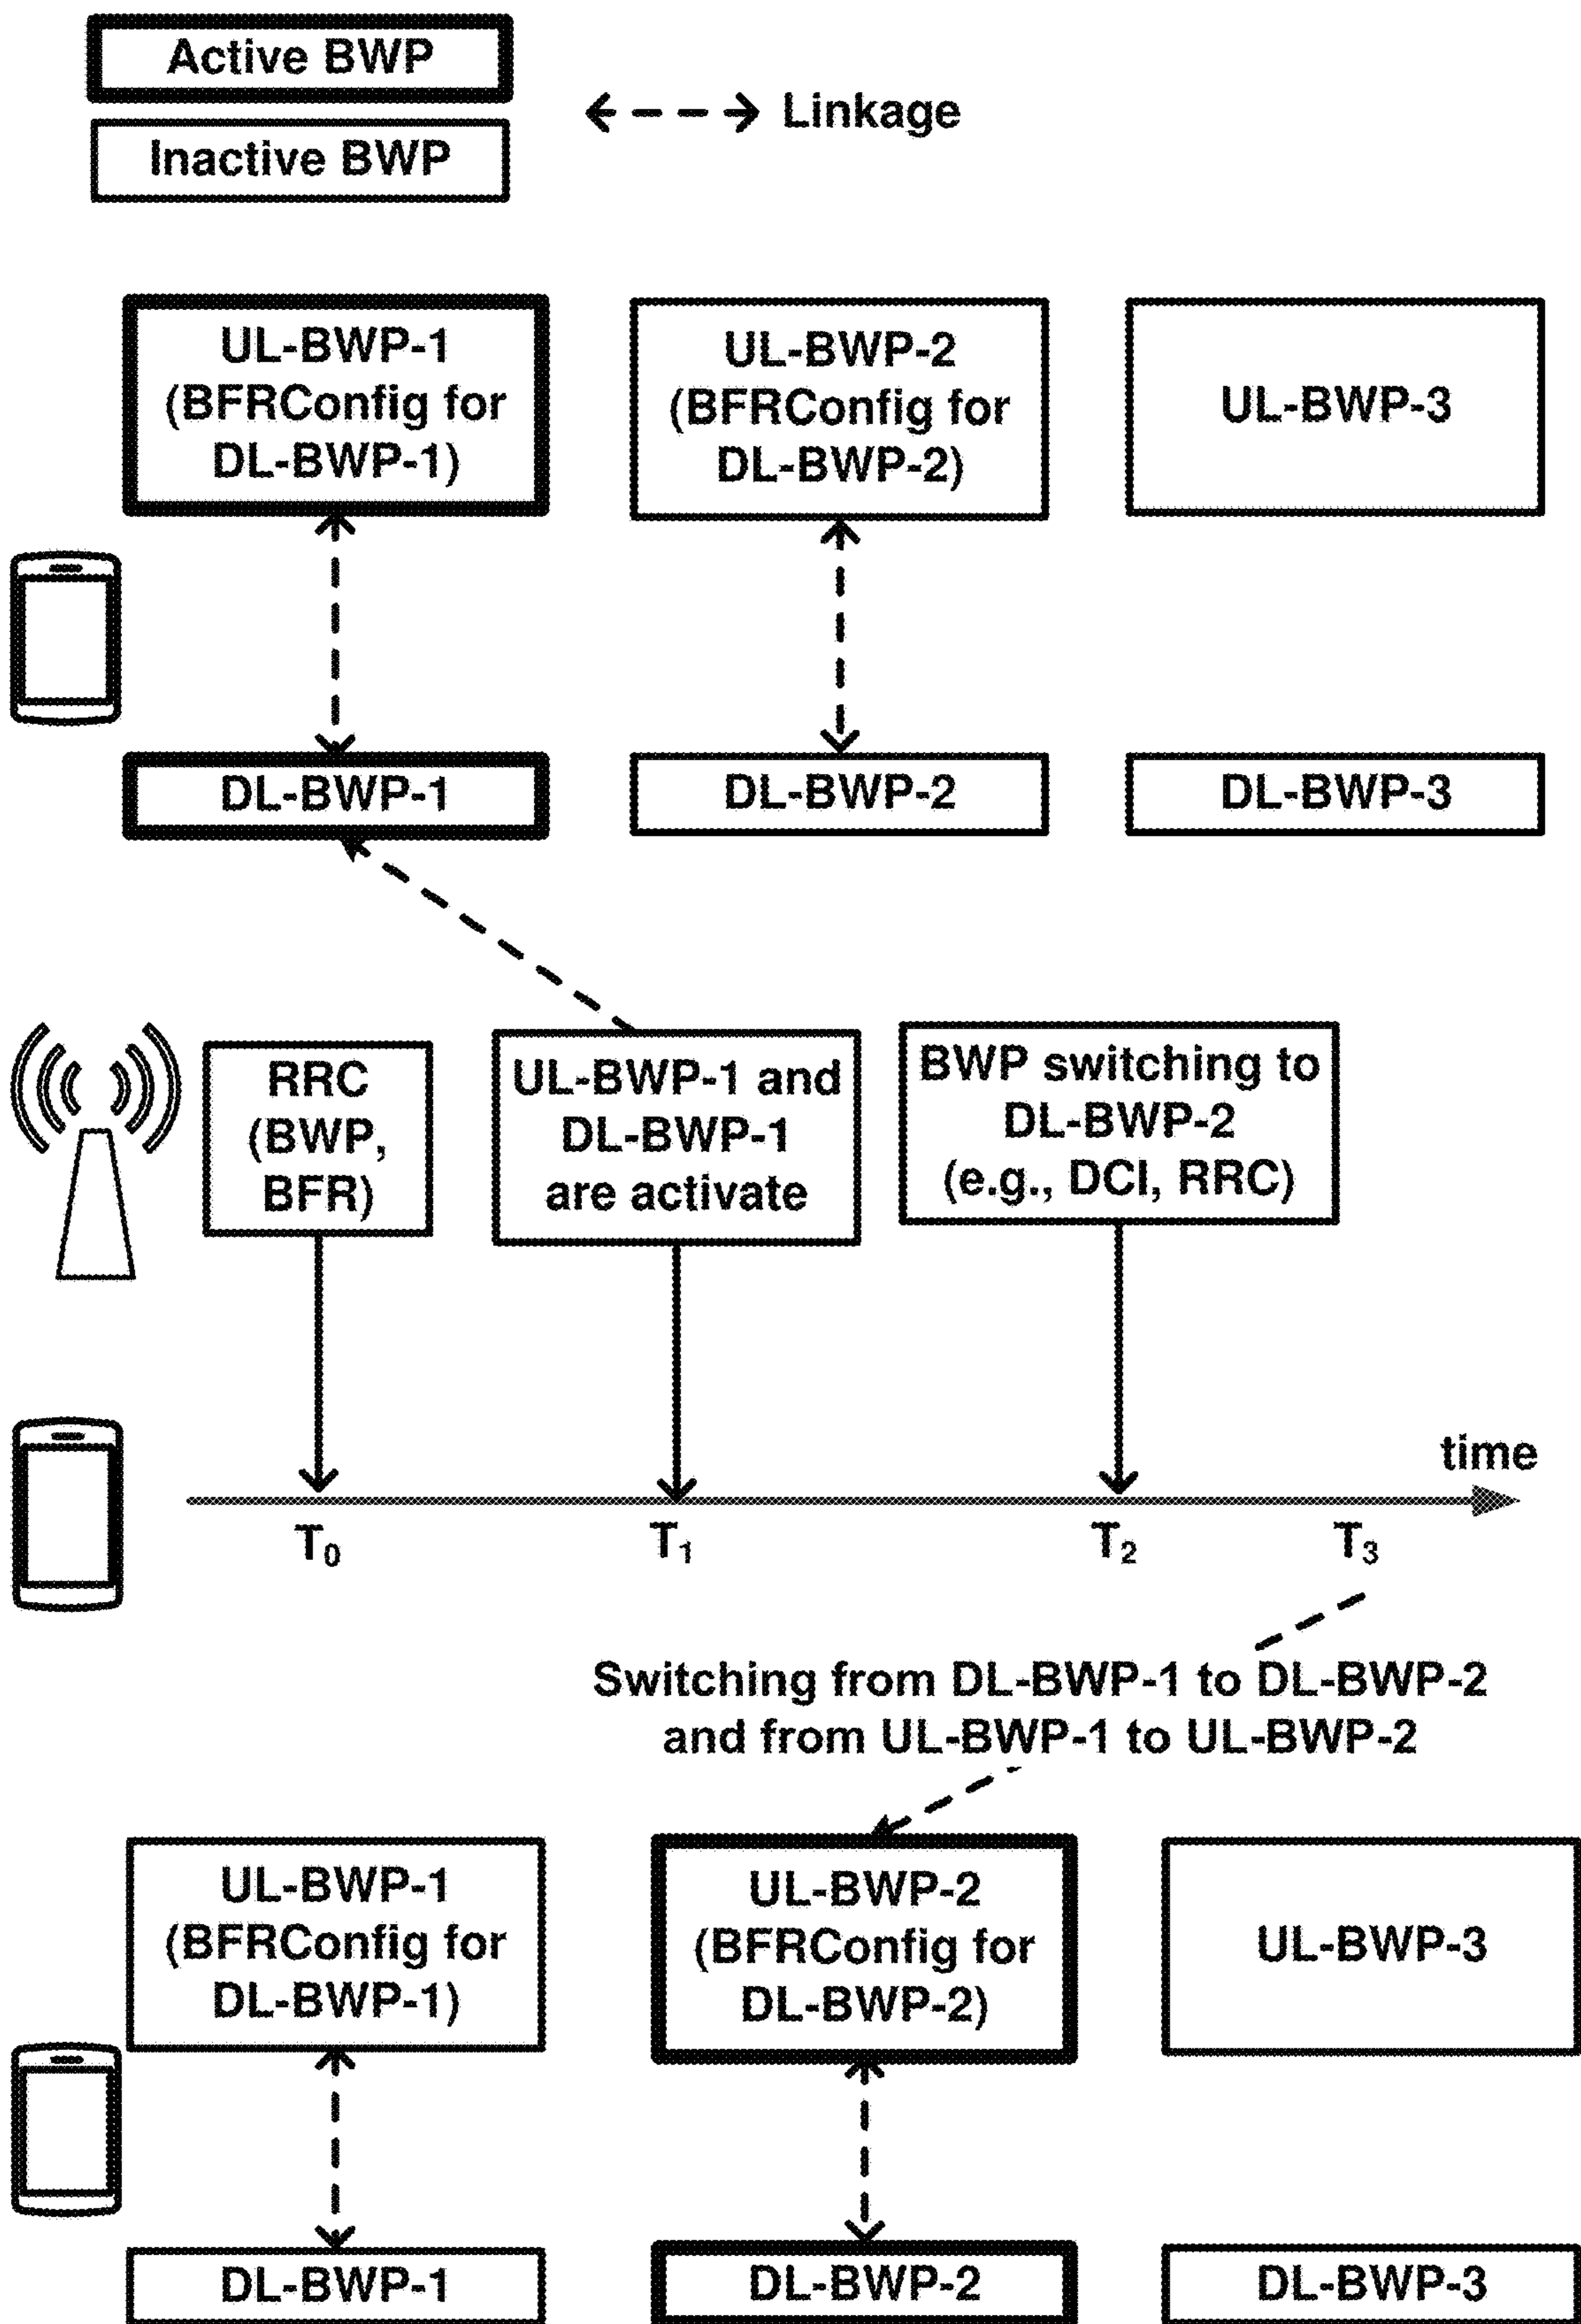 Active BWP
Linkage
Inactive BWP
UL-BWP-1
(BFRConfig for
DL-BWP-1)
UL-BWP-2
(BFRConfig for
DL-BWP-2)
UL-BWP-3
DL-BWP-1
DL-BWP-2
DL-BWP-3
RRC
(BWP,
BFR)
UL-BWP-1 and
DL-BWP-1
are activate
BWP switching to
DL-BWP-2
(e.g., DCI, RRC)
time
T0
T1
T2
T3
Switching from DL-BWP-1 to DL-BWP-2
and from UL-BWP-1 to UL-BWP-2
UL-BWP-1
(BFRConfig for
DL-BWP-1)
UL-BWP-2
(BFRConfig for
DL-BWP-2)
UL-BWP-3
DL-BWP-1
DL-BWP-2
DL-BWP-3